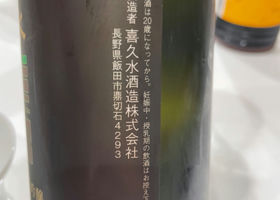 酒は20歳になってから。妊娠中・授乳期の飲酒はお控え下
造者 喜久水酒造株式会社
長野県飯田市鼎切石4293